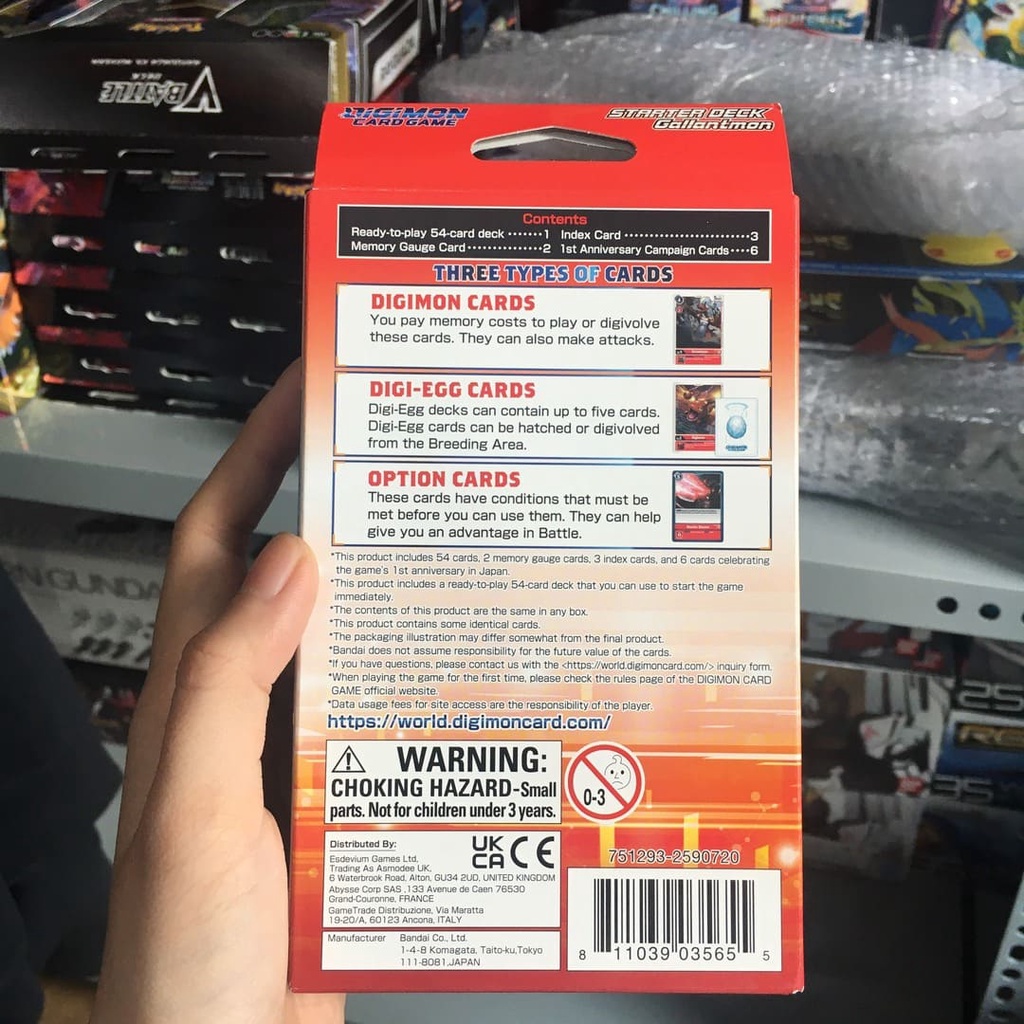 V BATTLE
DECK
DIGIMON
CARD GAME
STARTER DECK
Gallantmon
Contents
Ready-to-play 54-card deck ·······1 Index Card ······················3
Memory Gauge Card·············2 1st Anniversary Campaign Cards····6
THREE TYPES OF CARDS
DIGIMON CARDS
You pay memory costs to play or digivolve
these cards. They can also make attacks.
DIGI-EGG CARDS
Digi-Egg decks can contain up to five cards.
Digi-Egg cards can be hatched or digivolved
from the Breeding Area.
OPTION CARDS
These cards have conditions that must be
met before you can use them. They can help
give you an advantage in Battle.
*This product includes 54 cards, 2 memory gauge cards, 3 index cards, and 6 cards celebrating
the game's 1st anniversary in Japan.
*This product includes a ready-to-play 54-card deck that you can use to start the game
immediately.
*The contents of this product are the same in any box.
*This product contains some identical cards.
*The packaging illustration may differ somewhat from the final product.
*Bandai does not assume responsibility for the future value of the cards.
*If you have questions, please contact us with the <https://world.digimoncard.com/> inquiry form.
*When playing the game for the first time, please check the rules page of the DIGIMON CARD
GAME official website.
*Data usage fees for site access are the responsibility of the player.
https://world.digimoncard.com/
WARNING:
CHOKING HAZARD-Small
parts. Not for children under 3 years.
0-3
Distributed By:
Esdevium Games Ltd,
Trading As Asmodee UK,
6 Waterbrook Road, Alton, GU34 2UD, UNITED KINGDOM
Abysse Corp SAS ,133 Avenue de Caen 76530
Grand-Couronne, FRANCE
GameTrade Distribuzione, Via Maratta
19-20/A, 60123 Ancona, ITALY
UK
CA CE
Manufacturer Bandai Co., Ltd.
1-4-8 Komagata, Taito-ku,Tokyo
111-8081,JAPAN
751293-2590720
8 11039 03565 5
GUNDA
25
35